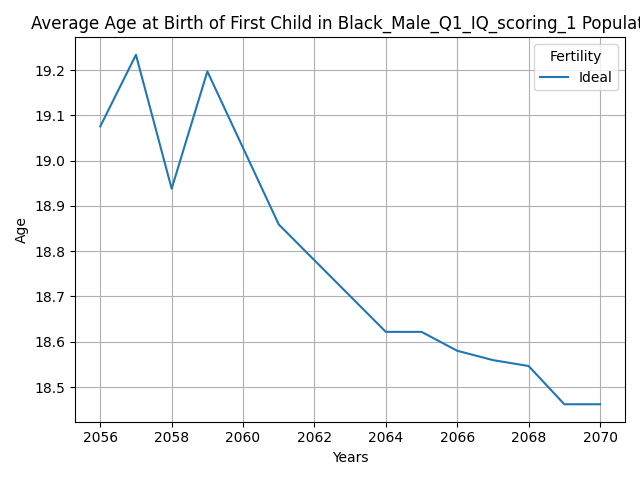 Average Age at Birth of First Child in Black_Male_Q1_IQ_scoring_1 Populat
Fertility
Ideal
19.2
19.1
19.0
18.9
18.8
18.7
18.6
18.5
Age
2056 2058 2060 2062 2064 2066 2068 2070
Years